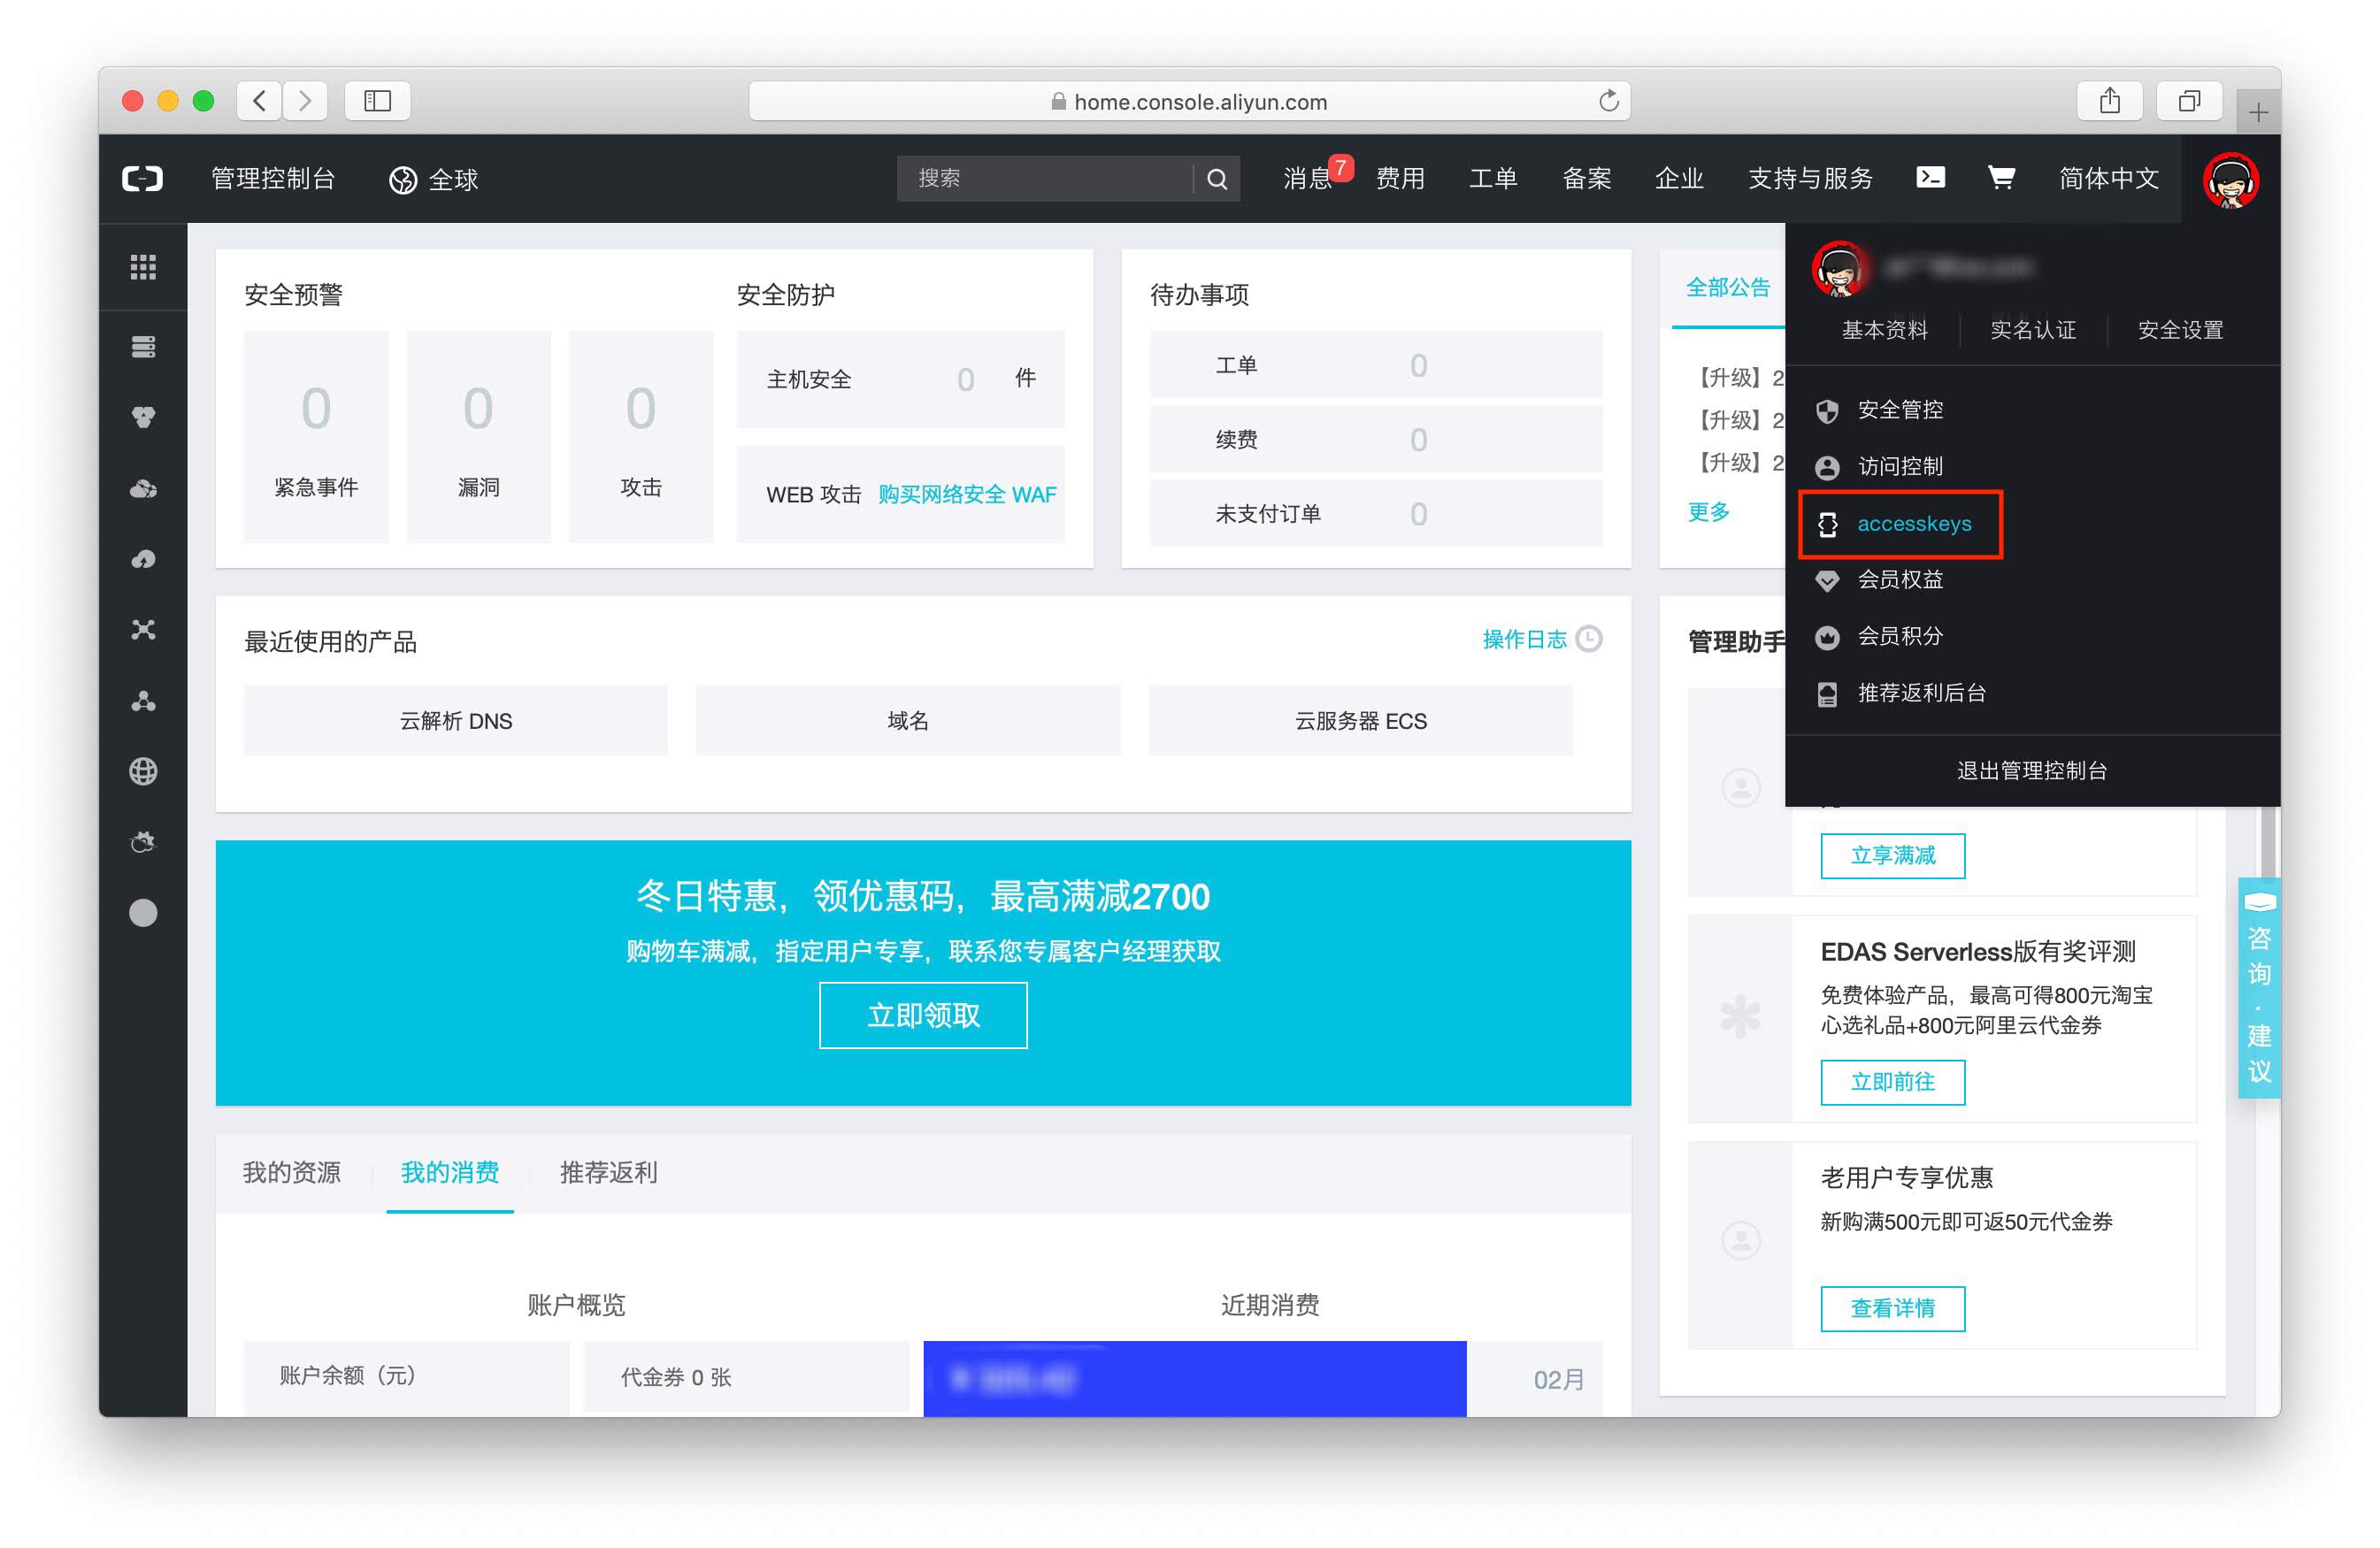 home.console.aliyun.com
管理控制台
全球
搜索
消息 7
费用
工单
备案
企业
支持与服务
简体中文
基本资料
实名认证
安全设置
安全管控
访问控制
accesskeys
会员权益
会员积分
推荐返利后台
退出管理控制台
安全预警
0
紧急事件
0
漏洞
0
攻击
安全防护
主机安全 0 件
WEB 攻击 购买网络安全 WAF
待办事项
工单 0
续费 0
未支付订单 0
全部公告
【升级】2
【升级】2
【升级】2
更多
最近使用的产品
操作日志
云解析 DNS
域名
云服务器 ECS
冬日特惠，领优惠码，最高满减2700
购物车满减，指定用户专享，联系您专属客户经理获取
立即领取
我的资源
我的消费
推荐返利
账户概览
近期消费
账户余额（元）
代金券 0 张
02月
管理助手
立享满减
EDAS Serverless版有奖评测
免费体验产品，最高可得800元淘宝
心选礼品+800元阿里云代金券
立即前往
老用户专享优惠
新购满500元即可返50元代金券
查看详情
咨询·建议